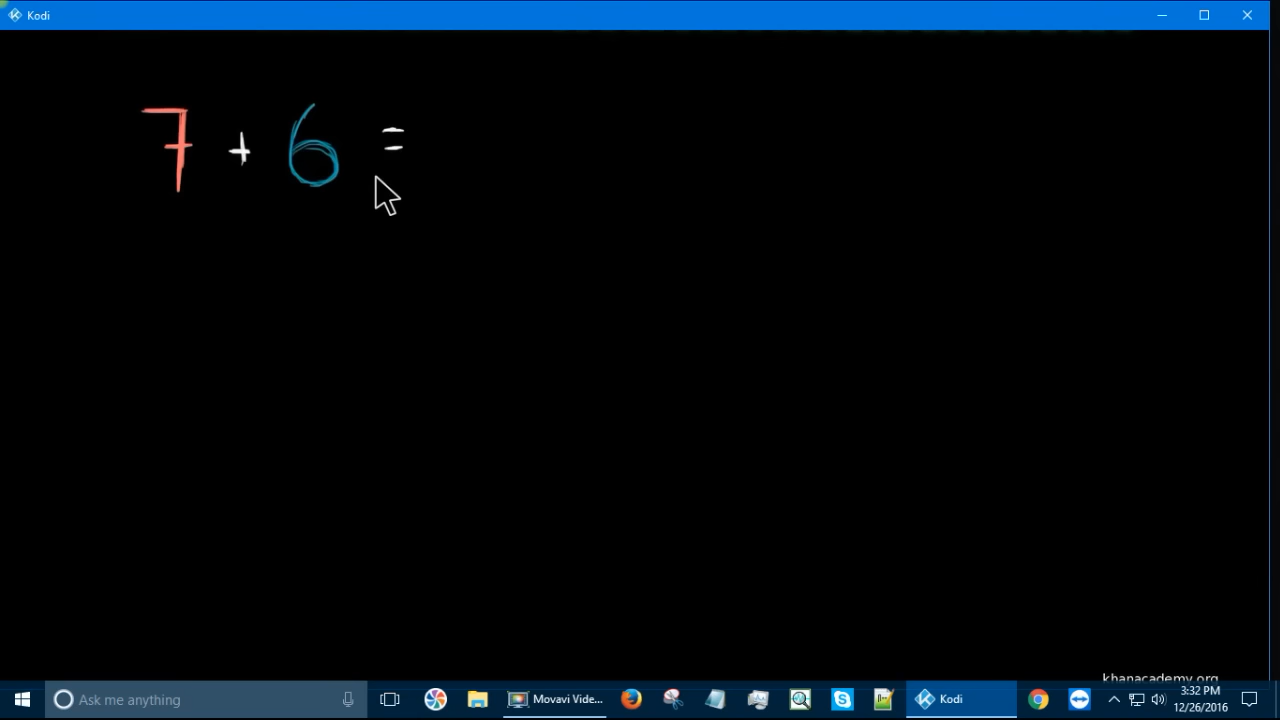 Kodi
7 + 6 =
khanacademy.org
Ask me anything
Movavi Vide...
Kodi
3:32 PM
12/26/2016